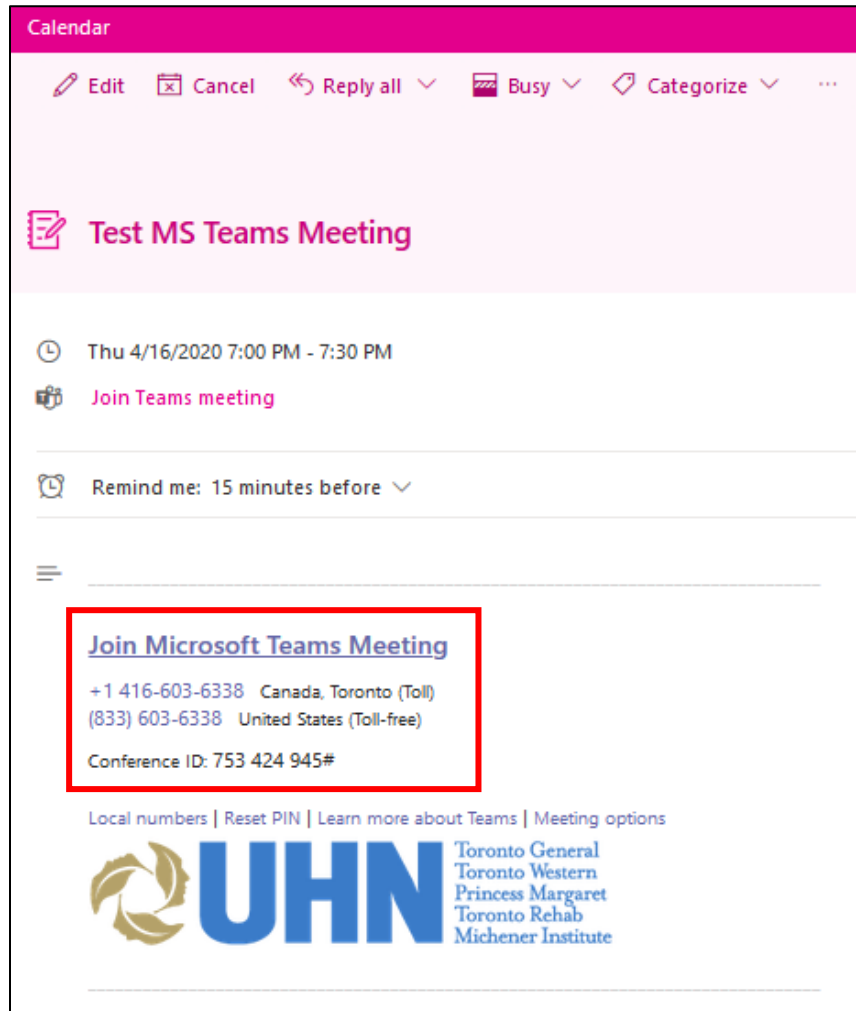 Calendar
Edit Cancel Reply all Busy Categorize ...
Test MS Teams Meeting
Thu 4/16/2020 7:00 PM - 7:30 PM
Join Teams meeting
Remind me: 15 minutes before
Join Microsoft Teams Meeting
+1 416-603-6338 Canada, Toronto (Toll)
(833) 603-6338 United States (Toll-free)
Conference ID: 753 424 945#
Local numbers | Reset PIN | Learn more about Teams | Meeting options
UHN
Toronto General
Toronto Western
Princess Margaret
Toronto Rehab
Michener Institute